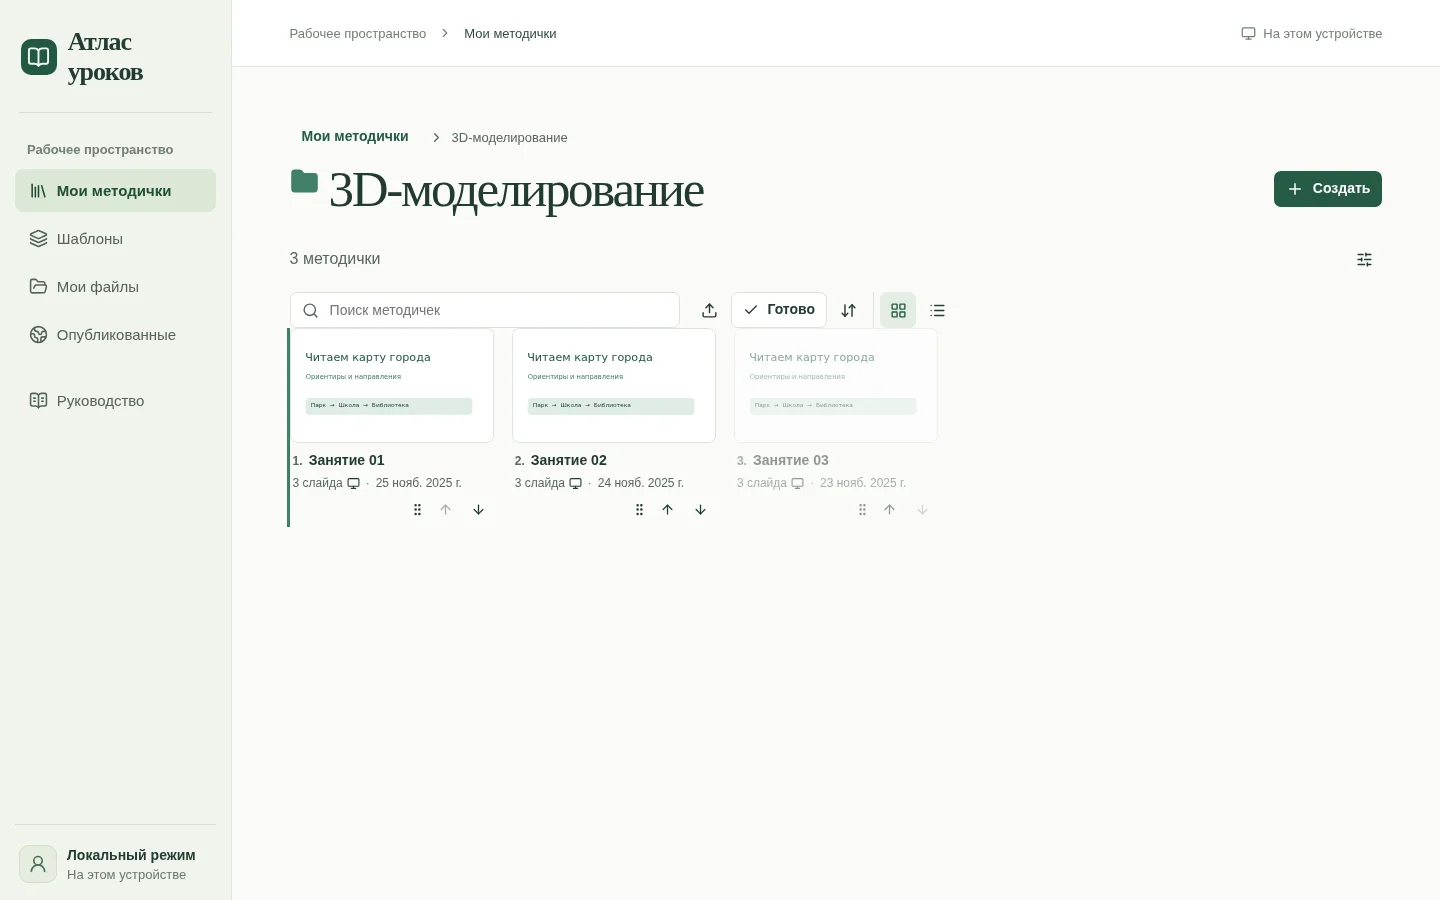 Атлас
уроков
Рабочее пространство
Мои методички
Шаблоны
Мои файлы
Опубликованные
Руководство
Локальный режим
На этом устройстве
Рабочее пространство > Мои методички
На этом устройстве
Мои методички > 3D-моделирование
3D-моделирование
Создать
3 методички
Поиск методичек
Готово
Читаем карту города
Ориентиры и направления
Парк → Школа → Библиотека
1. Занятие 01
3 слайда · 25 нояб. 2025 г.
Читаем карту города
Ориентиры и направления
Парк → Школа → Библиотека
2. Занятие 02
3 слайда · 24 нояб. 2025 г.
Читаем карту города
Ориентиры и направления
Парк → Школа → Библиотека
3. Занятие 03
3 слайда · 23 нояб. 2025 г.